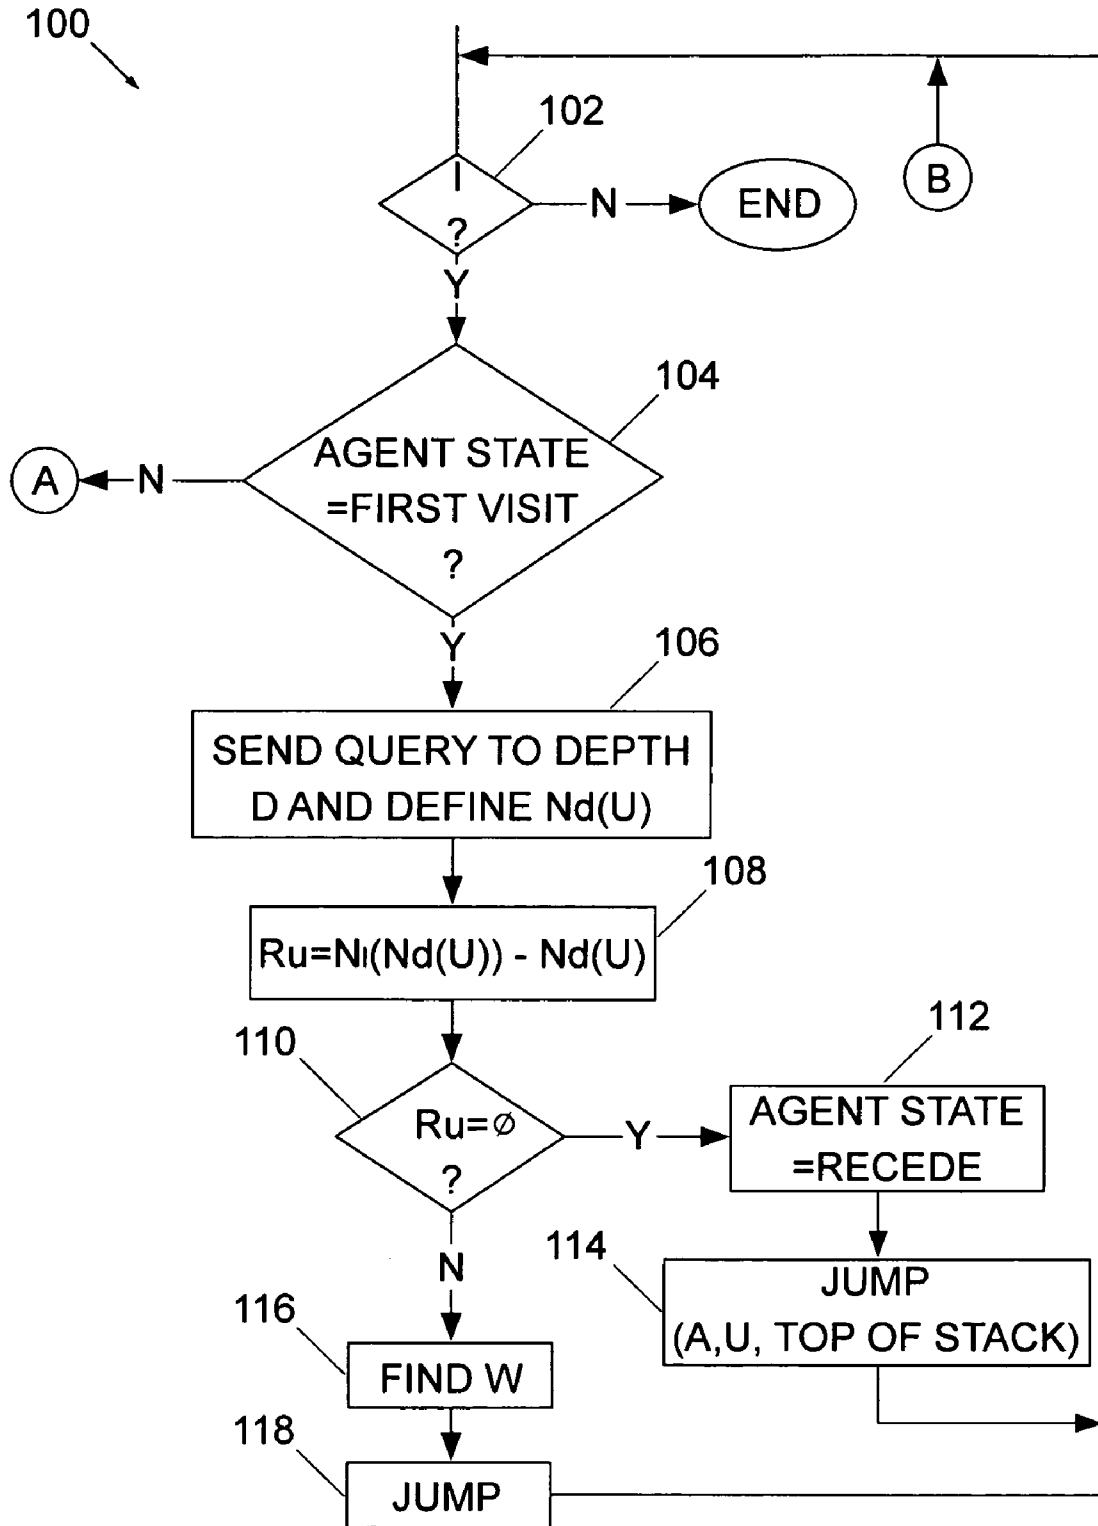 100
102
I
?
N
END
B
Y
104
AGENT STATE
=FIRST VISIT
?
N
A
Y
106
SEND QUERY TO DEPTH
D AND DEFINE Nd(U)
108
Ru=NI(Nd(U)) - Nd(U)
110
Ru=∅
?
Y
112
AGENT STATE
=RECEDE
N
114
JUMP
(A,U, TOP OF STACK)
116
FIND W
118
JUMP